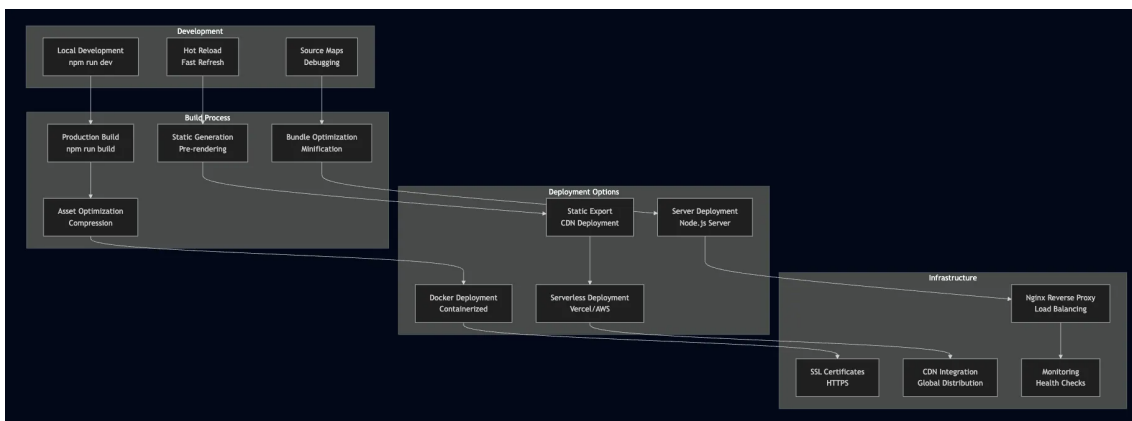 Development
Local Development
npm run dev
Hot Reload
Fast Refresh
Source Maps
Debugging
Build Process
Production Build
npm run build
Static Generation
Pre-rendering
Bundle Optimization
Minification
Asset Optimization
Compression
Deployment Options
Static Export
CDN Deployment
Server Deployment
Node.js Server
Docker Deployment
Containerized
Serverless Deployment
Vercel/AWS
Infrastructure
Nginx Reverse Proxy
Load Balancing
SSL Certificates
HTTPS
CDN Integration
Global Distribution
Monitoring
Health Checks